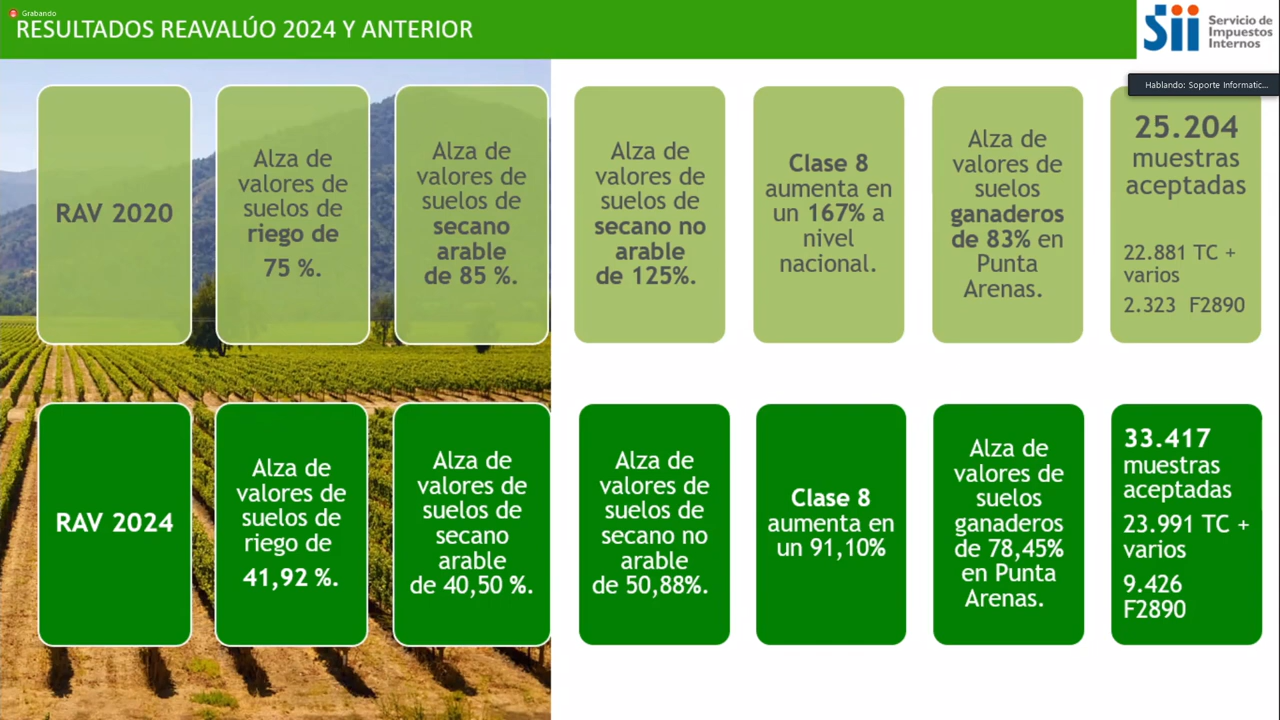 Grabando
RESULTADOS REAVALÚO 2024 Y ANTERIOR
Sii
Servicio de
Impuestos
Internos
Hablando: Soporte Informatic...
RAV 2020
Alza de
valores de
suelos de
riego de
75 %.
Alza de
valores de
suelos de
secano
arable
de 85 %.
Alza de
valores de
suelos de
secano no
arable
de 125%.
Clase 8
aumenta en
un 167% a
nivel
nacional.
Alza de
valores de
suelos
ganaderos
de 83% en
Punta
Arenas.
25.204
muestras
aceptadas
22.881 TC +
varios
2.323 F2890
RAV 2024
Alza de
valores de
suelos de
riego de
41,92 %.
Alza de
valores de
suelos de
secano
arable
de 40,50 %.
Alza de
valores de
suelos de
secano no
arable
de 50,88%.
Clase 8
aumenta en
un 91,10%
Alza de
valores de
suelos
ganaderos
de 78,45%
en Punta
Arenas.
33.417
muestras
aceptadas
23.991 TC +
varios
9.426
F2890